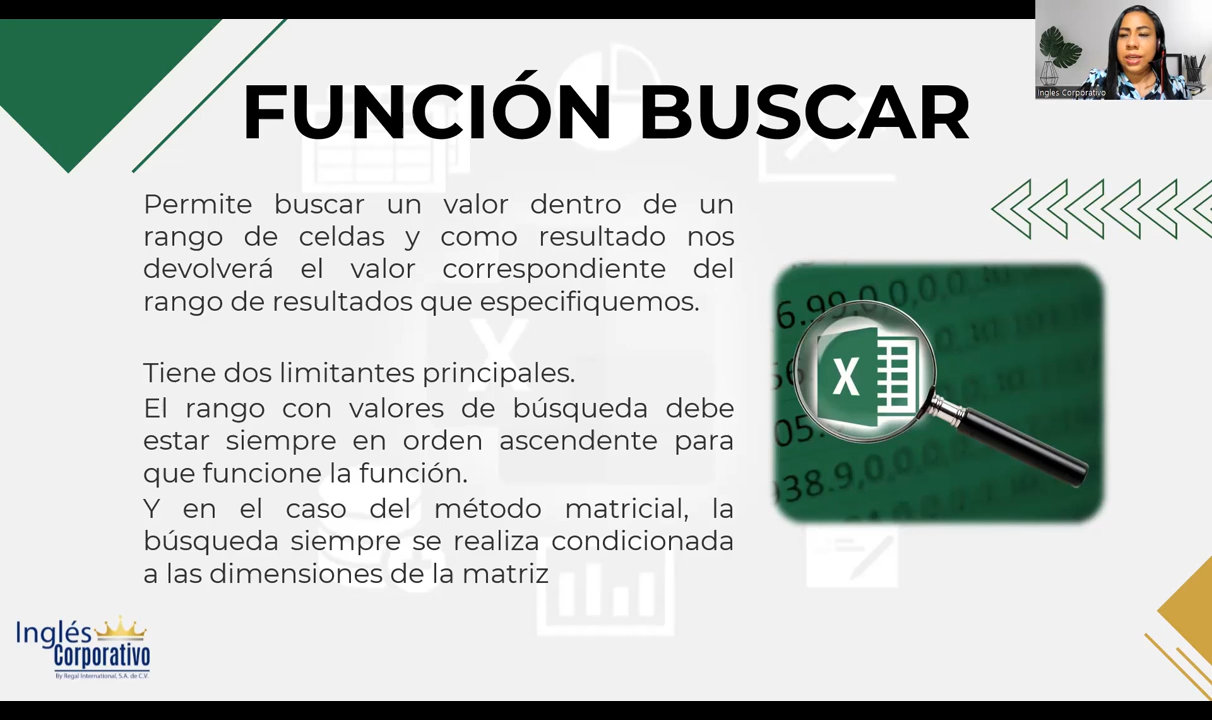 FUNCIÓN BUSCAR
Ingles Corporativo
Permite buscar un valor dentro de un
rango de celdas y como resultado nos
devolverá el valor correspondiente del
rango de resultados que especifiquemos.
Tiene dos limitantes principales.
El rango con valores de búsqueda debe
estar siempre en orden ascendente para
que funcione la función.
Y en el caso del método matricial, la
búsqueda siempre se realiza condicionada
a las dimensiones de la matriz
X
Inglés
Corporativo
By Regal International, S.A. de C.V.